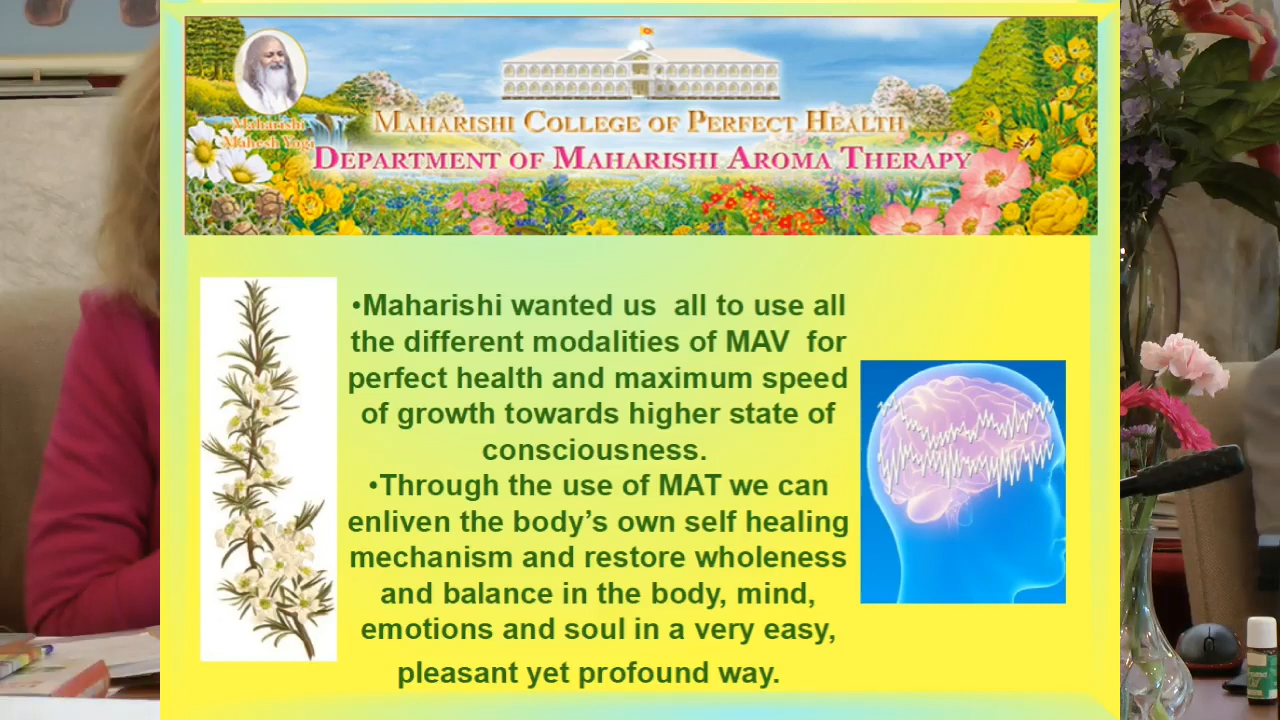 Maharishi
Mahesh Yogi
MAHARISHI COLLEGE OF PERFECT HEALTH
DEPARTMENT OF MAHARISHI AROMA THERAPY
•Maharishi wanted us all to use all
the different modalities of MAV for
perfect health and maximum speed
of growth towards higher state of
consciousness.
•Through the use of MAT we can
enliven the body's own self healing
mechanism and restore wholeness
and balance in the body, mind,
emotions and soul in a very easy,
pleasant yet profound way.